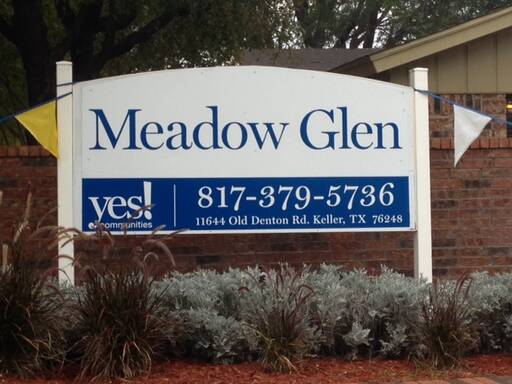 Meadow Glen
yes!
communities
817-379-5736
11644 Old Denton Rd. Keller, TX 76248